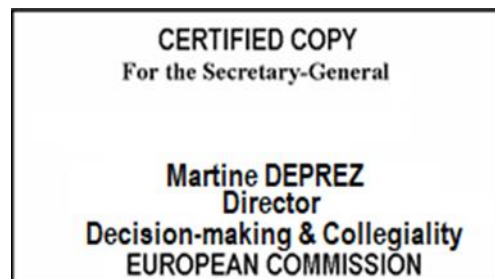 CERTIFIED COPY
For the Secretary-General
Martine DEPREZ
Director
Decision-making & Collegiality
EUROPEAN COMMISSION